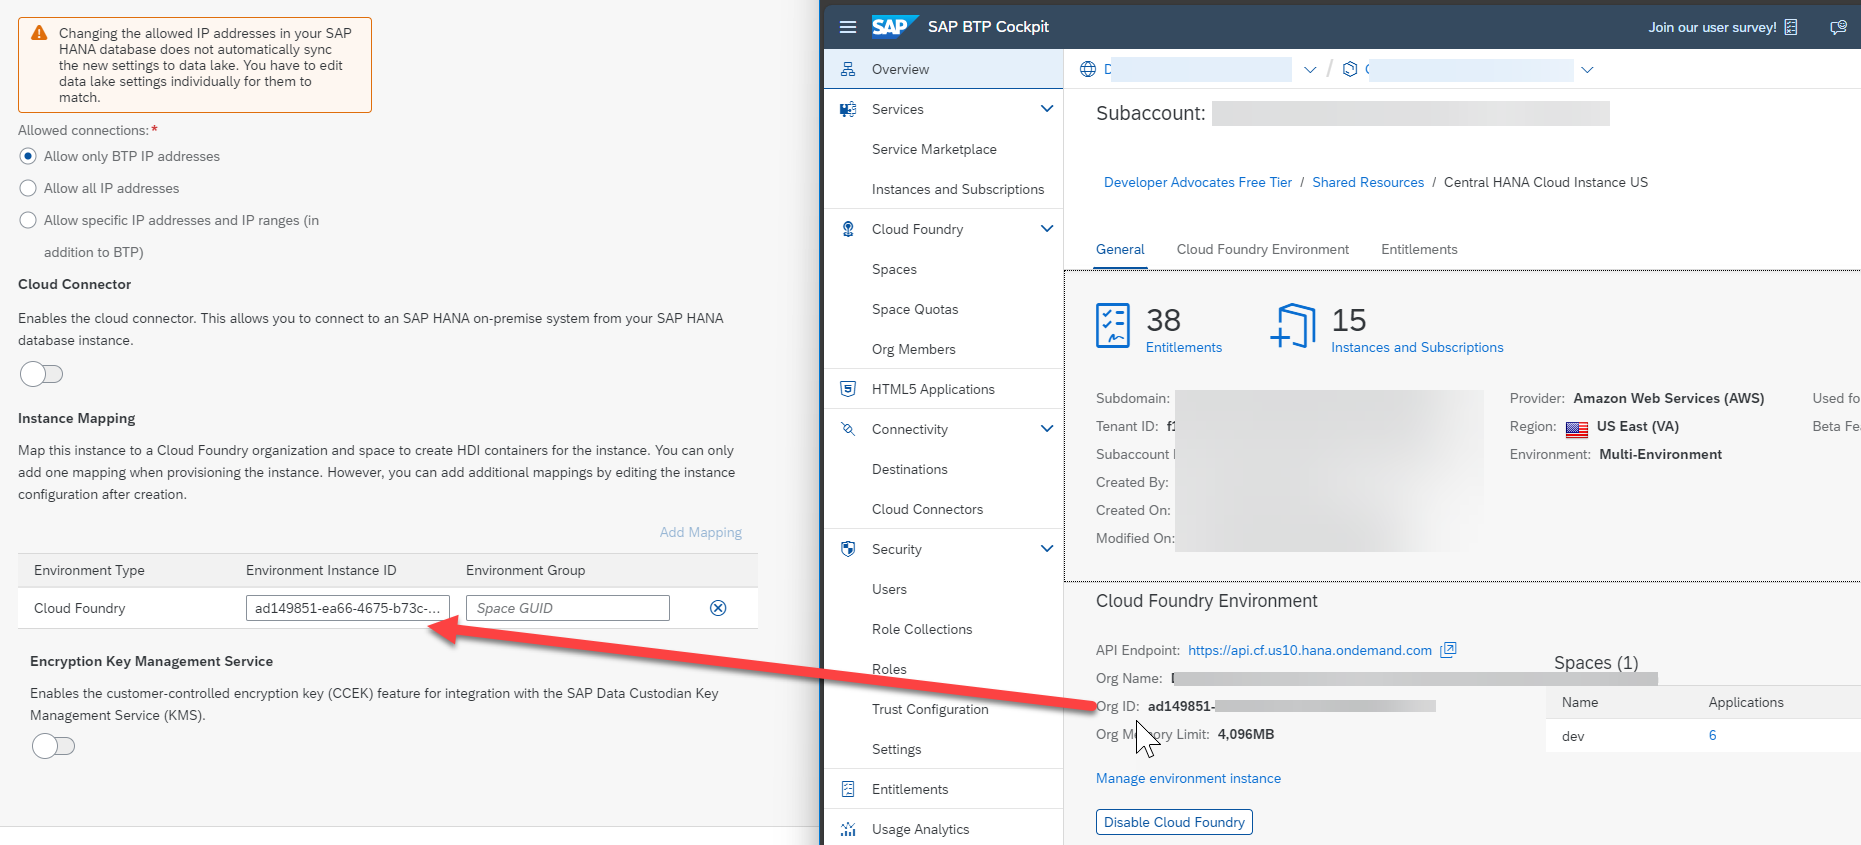 Changing the allowed IP addresses in your SAP
HANA database does not automatically sync
the new settings to data lake. You have to edit
data lake settings individually for them to
match.
Allowed connections:*
Allow only BTP IP addresses
Allow all IP addresses
Allow specific IP addresses and IP ranges (in
addition to BTP)
Cloud Connector
Enables the cloud connector. This allows you to connect to an SAP HANA on-premise system from your SAP HANA
database instance.
Instance Mapping
Map this instance to a Cloud Foundry organization and space to create HDI containers for the instance. You can only
add one mapping when provisioning the instance. However, you can add additional mappings by editing the instance
configuration after creation.
Add Mapping
Environment Type Environment Instance ID Environment Group
Cloud Foundry ad149851-ea66-4675-b73c-... Space GUID
Encryption Key Management Service
Enables the customer-controlled encryption key (CCEK) feature for integration with the SAP Data Custodian Key
Management Service (KMS).
SAP SAP BTP Cockpit
Join our user survey!
Overview
Services
Service Marketplace
Instances and Subscriptions
Cloud Foundry
Spaces
Space Quotas
Org Members
HTML5 Applications
Connectivity
Destinations
Cloud Connectors
Security
Users
Role Collections
Roles
Trust Configuration
Settings
Entitlements
Usage Analytics
/
Subaccount:
Developer Advocates Free Tier / Shared Resources / Central HANA Cloud Instance US
General Cloud Foundry Environment Entitlements
38
Entitlements
15
Instances and Subscriptions
Subdomain:
Tenant ID: f1
Subaccount
Created By:
Created On:
Modified On:
Provider: Amazon Web Services (AWS)
Region: US East (VA)
Environment: Multi-Environment
Used fo
Beta Fe
Cloud Foundry Environment
API Endpoint: https://api.cf.us10.hana.ondemand.com
Org Name:
Org ID: ad149851-
Org Memory Limit: 4,096MB
Manage environment instance
Disable Cloud Foundry
Spaces (1)
Name Applications
dev 6